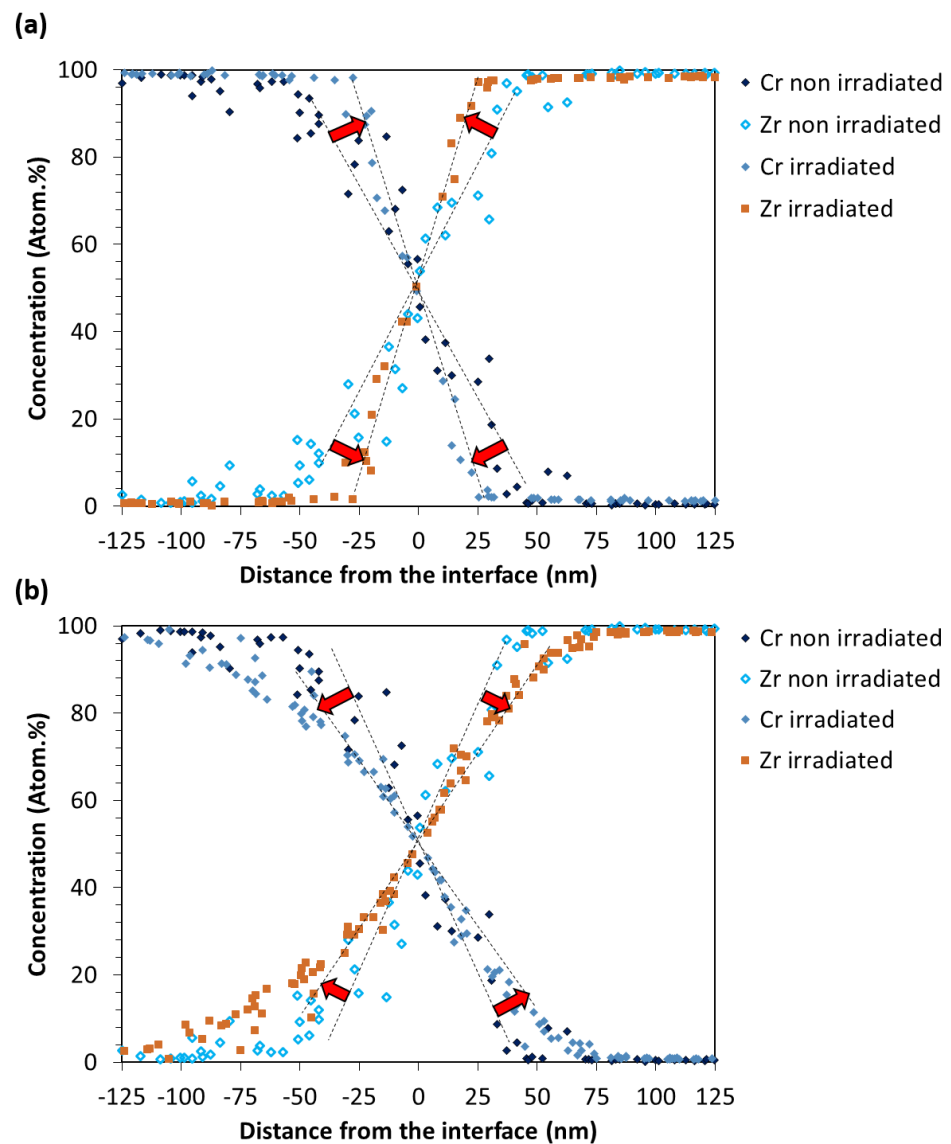 (a)
Concentration (Atom.%)
100
80
60
40
20
0
-125 -100 -75 -50 -25 0 25 50 75 100 125
Distance from the interface (nm)
Cr non irradiated
Zr non irradiated
Cr irradiated
Zr irradiated
(b)
Concentration (Atom.%)
100
80
60
40
20
0
-125 -100 -75 -50 -25 0 25 50 75 100 125
Distance from the interface (nm)
Cr non irradiated
Zr non irradiated
Cr irradiated
Zr irradiated